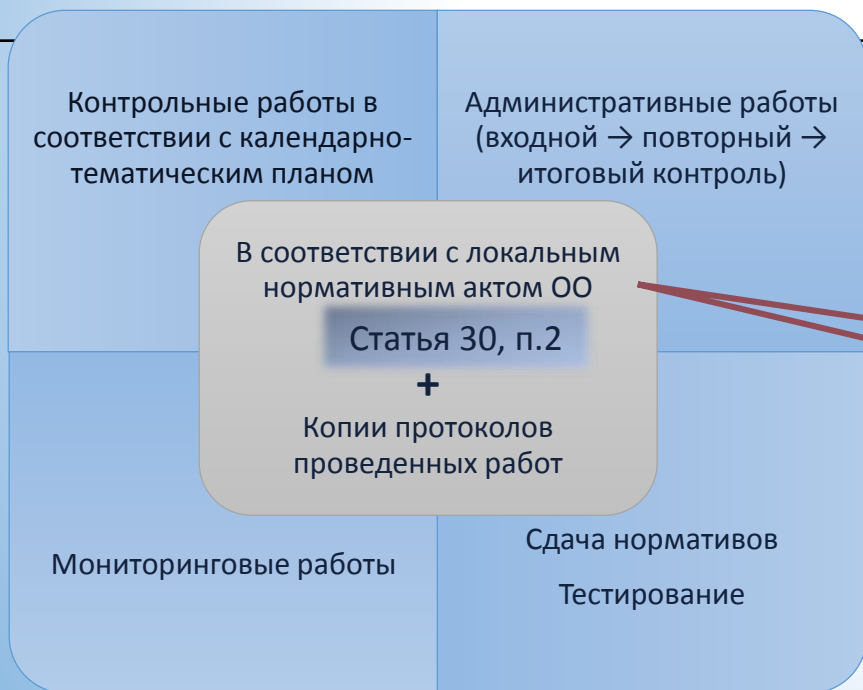 Контрольные работы в
соответствии с календарно-
тематическим планом
Административные работы
(входной → повторный →
итоговый контроль)
В соответствии с локальным
нормативным актом ОО
Статья 30, п.2
+
Копии протоколов
проведенных работ
Мониторинговые работы
Сдача нормативов
Тестирование